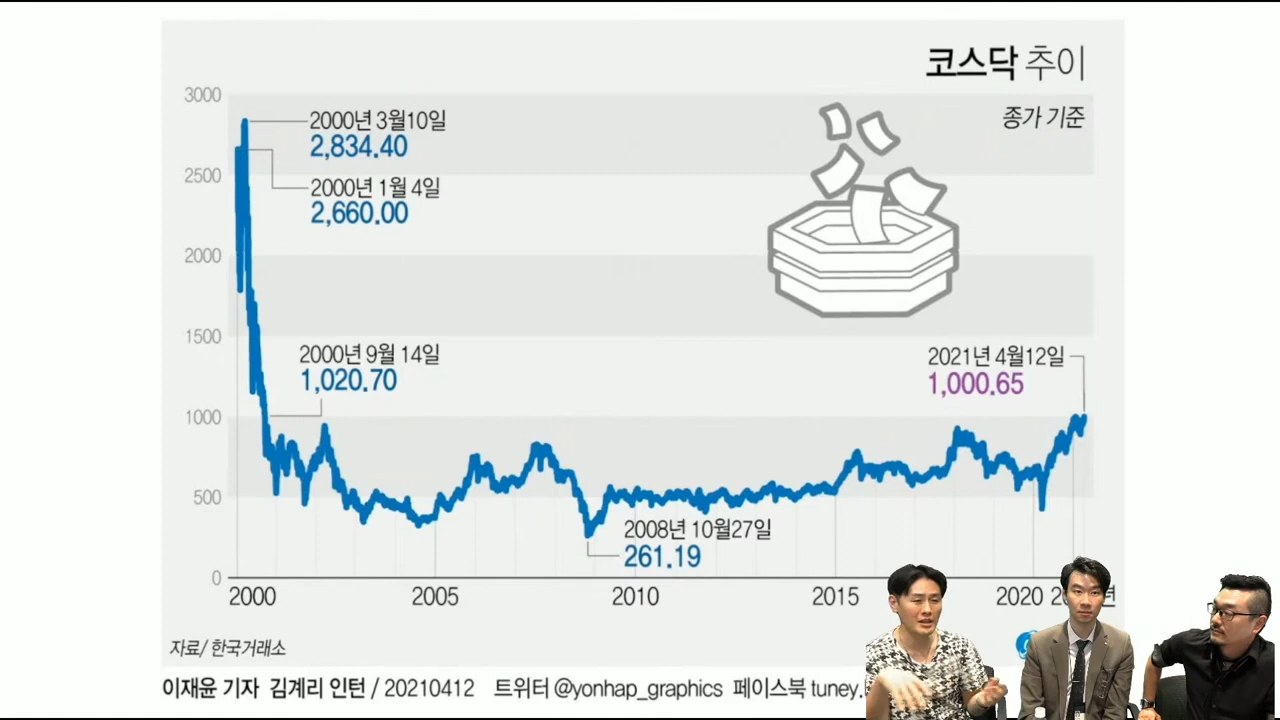 코스닥 추이
종가 기준
3000
2500
2000
1500
1000
500
0
2000년 3월10일
2,834.40
2000년 1월 4일
2,660.00
2000년 9월 14일
1,020.70
2021년 4월12일
1,000.65
2008년 10월27일
261.19
2000 2005 2010 2015 2020
자료/ 한국거래소
이재윤 기자 김계리 인턴 / 20210412 트위터 @yonhap_graphics 페이스북 tuney.